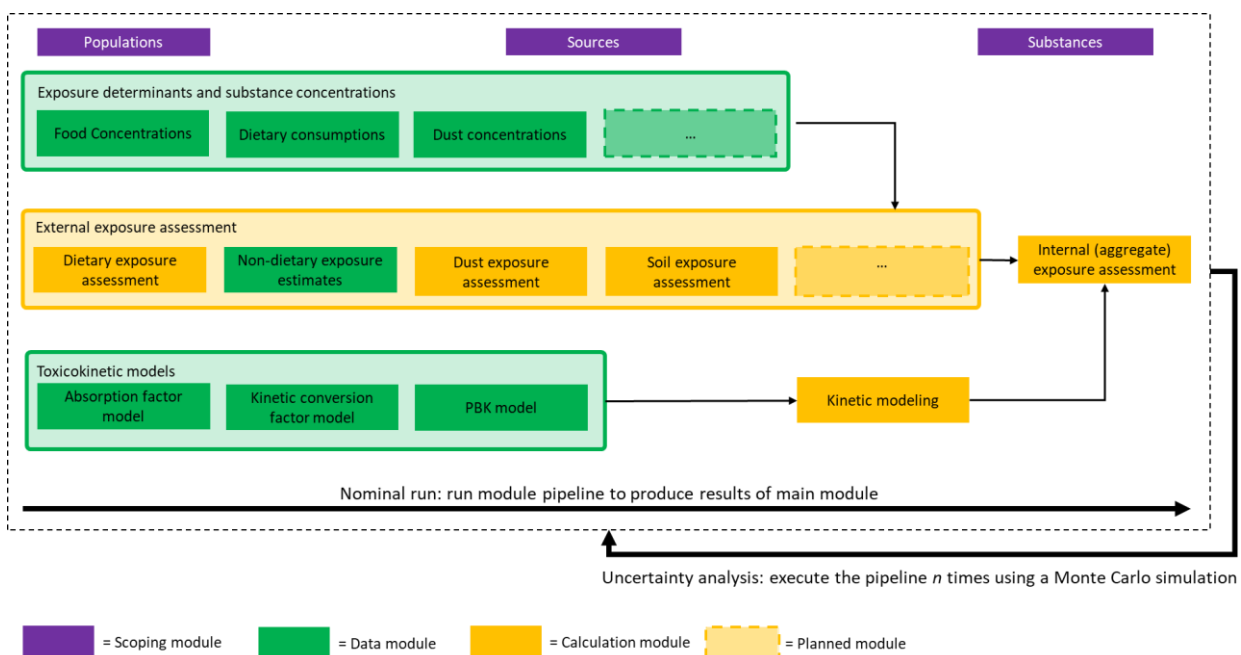 Populations
Sources
Substances
Exposure determinants and substance concentrations
Food Concentrations
Dietary consumptions
Dust concentrations
...
External exposure assessment
Dietary exposure
assessment
Non-dietary exposure
estimates
Dust exposure
assessment
Soil exposure
assessment
...
Internal (aggregate)
exposure assessment
Toxicokinetic models
Absorption factor
model
Kinetic conversion
factor model
PBK model
Kinetic modeling
Nominal run: run module pipeline to produce results of main module
Uncertainty analysis: execute the pipeline n times using a Monte Carlo simulation
= Scoping module
= Data module
= Calculation module
= Planned module